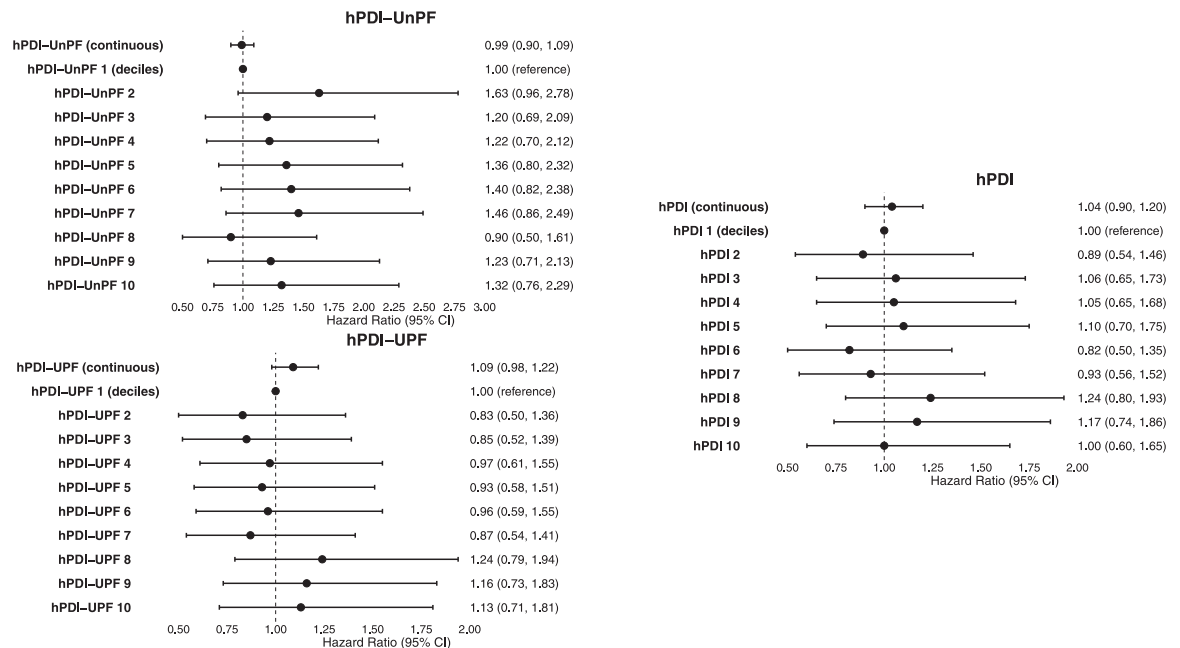 hPDI–UnPF
hPDI–UnPF (continuous) 0.99 (0.90, 1.09)
hPDI–UnPF 1 (deciles) 1.00 (reference)
hPDI–UnPF 2 1.63 (0.96, 2.78)
hPDI–UnPF 3 1.20 (0.69, 2.09)
hPDI–UnPF 4 1.22 (0.70, 2.12)
hPDI–UnPF 5 1.36 (0.80, 2.32)
hPDI–UnPF 6 1.40 (0.82, 2.38)
hPDI–UnPF 7 1.46 (0.86, 2.49)
hPDI–UnPF 8 0.90 (0.50, 1.61)
hPDI–UnPF 9 1.23 (0.71, 2.13)
hPDI–UnPF 10 1.32 (0.76, 2.29)
0.50 0.75 1.00 1.25 1.50 1.75 2.00 2.25 2.50 2.75 3.00
Hazard Ratio (95% CI)
hPDI–UPF
hPDI–UPF (continuous) 1.09 (0.98, 1.22)
hPDI–UPF 1 (deciles) 1.00 (reference)
hPDI–UPF 2 0.83 (0.50, 1.36)
hPDI–UPF 3 0.85 (0.52, 1.39)
hPDI–UPF 4 0.97 (0.61, 1.55)
hPDI–UPF 5 0.93 (0.58, 1.51)
hPDI–UPF 6 0.96 (0.59, 1.55)
hPDI–UPF 7 0.87 (0.54, 1.41)
hPDI–UPF 8 1.24 (0.79, 1.94)
hPDI–UPF 9 1.16 (0.73, 1.83)
hPDI–UPF 10 1.13 (0.71, 1.81)
0.50 0.75 1.00 1.25 1.50 1.75 2.00
Hazard Ratio (95% CI)
hPDI
hPDI (continuous) 1.04 (0.90, 1.20)
hPDI 1 (deciles) 1.00 (reference)
hPDI 2 0.89 (0.54, 1.46)
hPDI 3 1.06 (0.65, 1.73)
hPDI 4 1.05 (0.65, 1.68)
hPDI 5 1.10 (0.70, 1.75)
hPDI 6 0.82 (0.50, 1.35)
hPDI 7 0.93 (0.56, 1.52)
hPDI 8 1.24 (0.80, 1.93)
hPDI 9 1.17 (0.74, 1.86)
hPDI 10 1.00 (0.60, 1.65)
0.50 0.75 1.00 1.25 1.50 1.75 2.00
Hazard Ratio (95% CI)